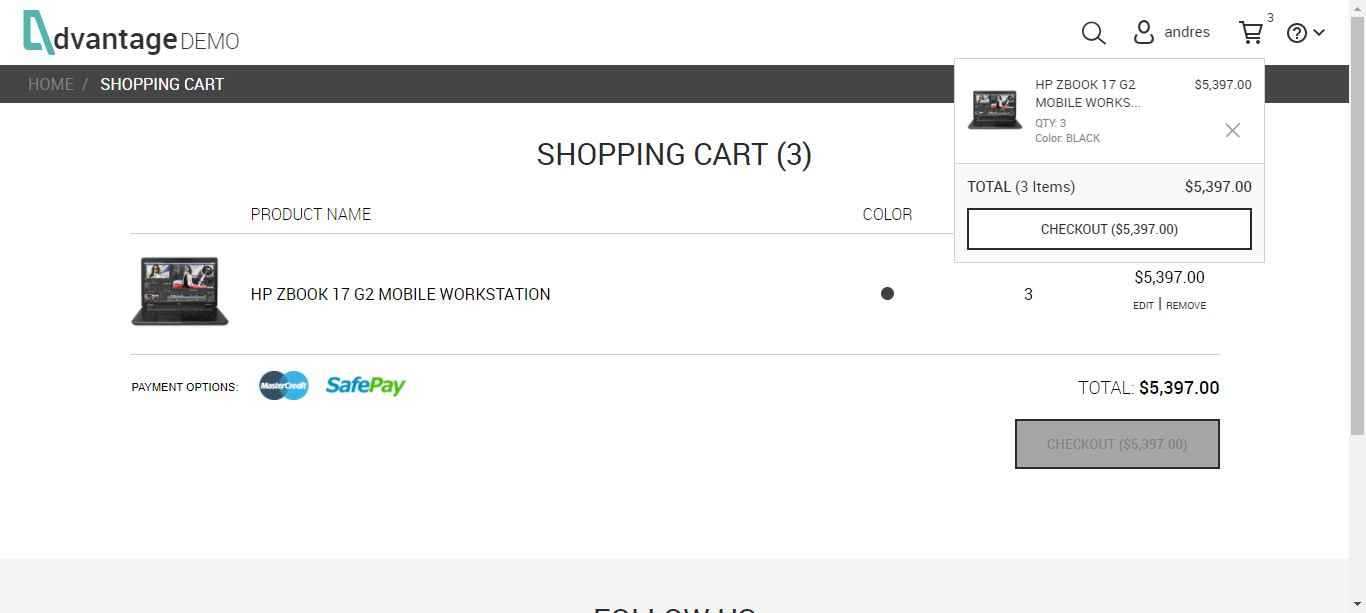 dvantage DEMO
andres
3
HOME / SHOPPING CART
HP ZBOOK 17 G2
MOBILE WORKS...
$5,397.00
QTY: 3
Color: BLACK
TOTAL (3 Items) $5,397.00
CHECKOUT ($5,397.00)
SHOPPING CART (3)
PRODUCT NAME COLOR
HP ZBOOK 17 G2 MOBILE WORKSTATION 3 $5,397.00
EDIT | REMOVE
PAYMENT OPTIONS: MasterCredit SafePay TOTAL: $5,397.00
CHECKOUT ($5,397.00)
FOLLOW US